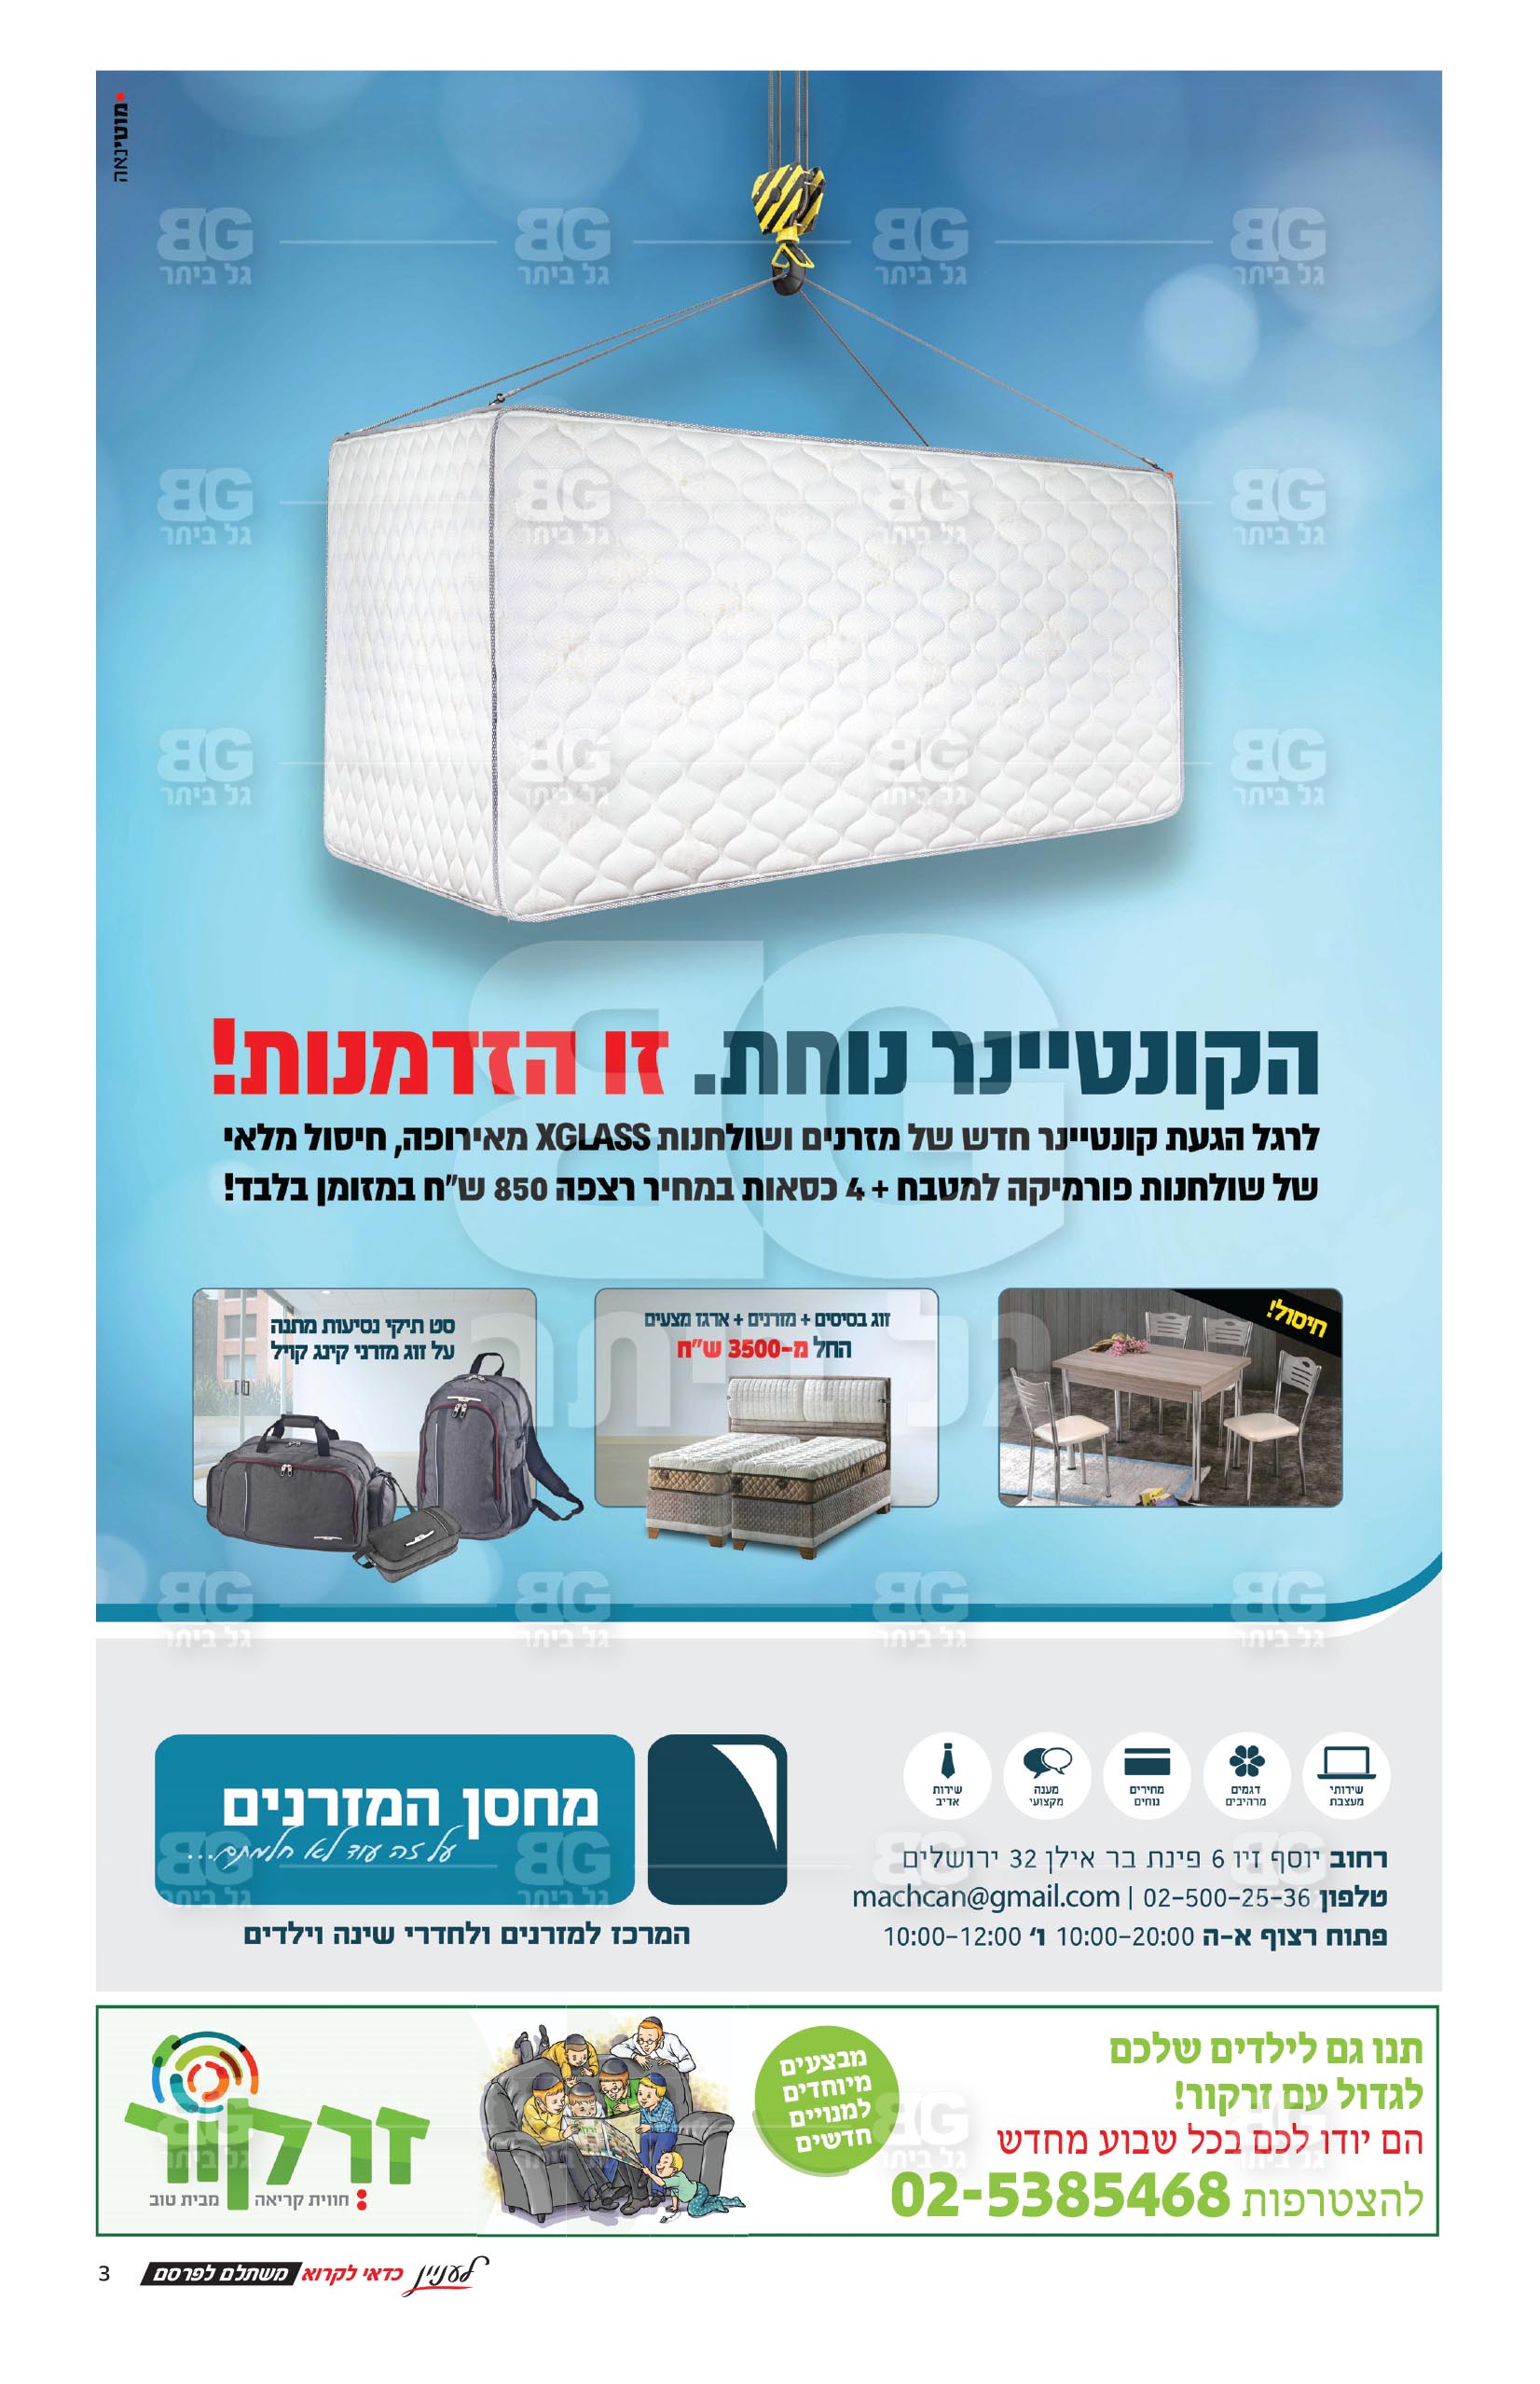 מוטינאה
הקונטיינר נוחת. זו הזדמנות!
לרגל הגעת קונטיינר חדש של מזרנים ושולחנות XGLASS מאירופה, חיסול מלאי
של שולחנות פורמיקה למטבח + 4 כסאות במחיר רצפה 850 ש"ח במזומן בלבד!
חיסול!
זוג בסיסים + מזרנים + ארגז מצעים
החל מ-3500 ש"ח
סט תיקי נסיעות מתנה
על זוג מזרני קינג קויל
שירותי
מעצבת
דגמים
מרהיבים
מחירים
נוחים
מענה
מקצועי
שירות
אדיב
רחוב יוסף זיו 6 פינת בר אילן 32 ירושלים
טלפון 02-500-25-36 | machcan@gmail.com
פתוח רצוף א-ה 10:00-20:00 ו' 10:00-12:00
מחסן המזרנים
על זה עוד לא חלמתם...
המרכז למזרנים ולחדרי שינה וילדים
תנו גם לילדים שלכם
לגדול עם זרקור!
הם יודו לכם בכל שבוע מחדש
להצטרפות 02-5385468
מבצעים
מיוחדים
למנויים
חדשים
זרקור
חווית קריאה מבית טוב
לעניין כדאי לקרוא משתלם לפרסם
3
BG
גל ביתר